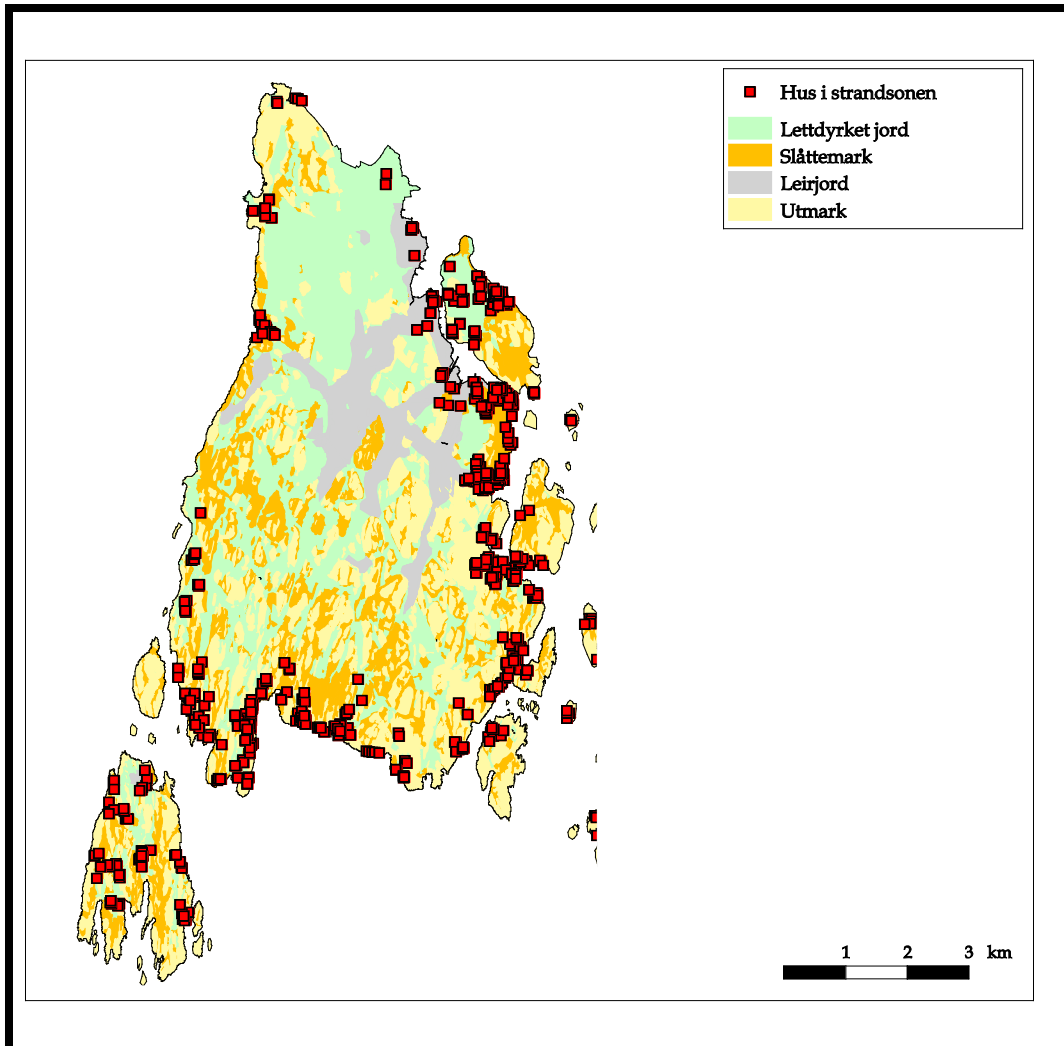 Hus i strandsonen
Lettdyrket jord
Slåttemark
Leirjord
Utmark
1 2 3 km